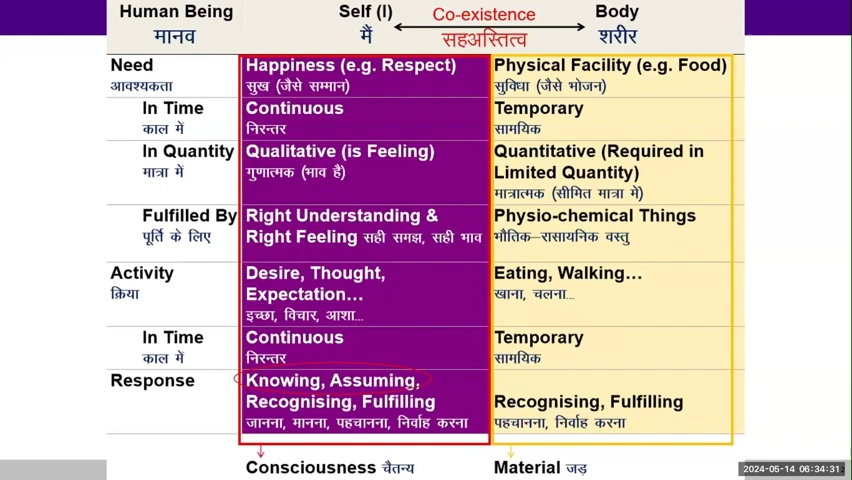 Human Being Self (I) Co-existence Body
मानव मैं सहअस्तित्व शरीर
Need Happiness (e.g. Respect) Physical Facility (e.g. Food)
आवश्यकता सुख (जैसे सम्मान) सुविधा (जैसे भोजन)
In Time Continuous Temporary
काल में निरन्तर सामयिक
In Quantity Qualitative (is Feeling) Quantitative (Required in
मात्रा में गुणात्मक (भाव है) Limited Quantity)
मात्रात्मक (सीमित मात्रा में)
Fulfilled By Right Understanding & Physio-chemical Things
पूर्ति के लिए Right Feeling सही समझ, सही भाव भौतिक–रासायनिक वस्तु
Activity Desire, Thought, Eating, Walking…
क्रिया Expectation… खाना, चलना…
इच्छा, विचार, आशा…
In Time Continuous Temporary
काल में निरन्तर सामयिक
Response Knowing, Assuming,
Recognising, Fulfilling Recognising, Fulfilling
जानना, मानना, पहचानना, निर्वाह करना पहचानना, निर्वाह करना
Consciousness चैतन्य Material जड़
2024-05-14 06:34:31